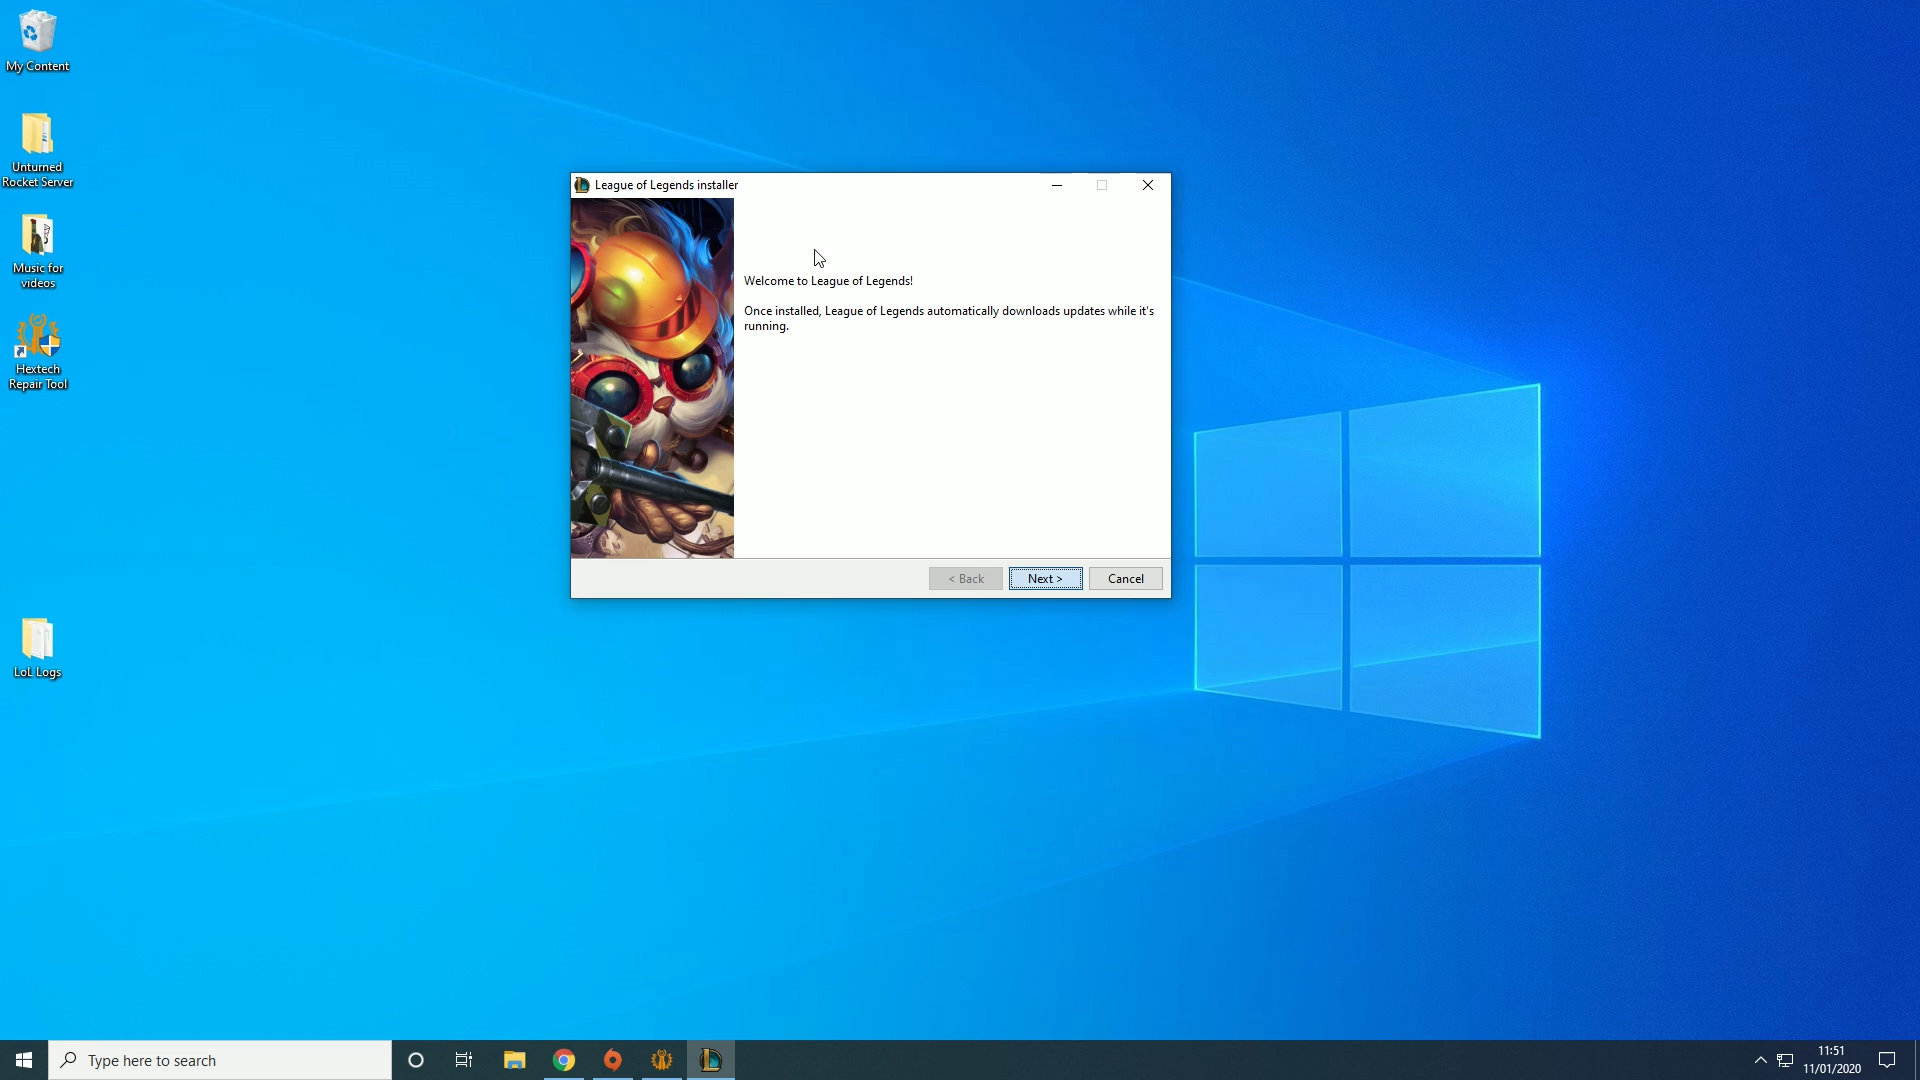 My Content
Unturned
Rocket Server
Music for
videos
Hextech
Repair Tool
LoL Logs
League of Legends installer
Welcome to League of Legends!
Once installed, League of Legends automatically downloads updates while it's
running.
< Back
Next >
Cancel
Type here to search
11:51
11/01/2020